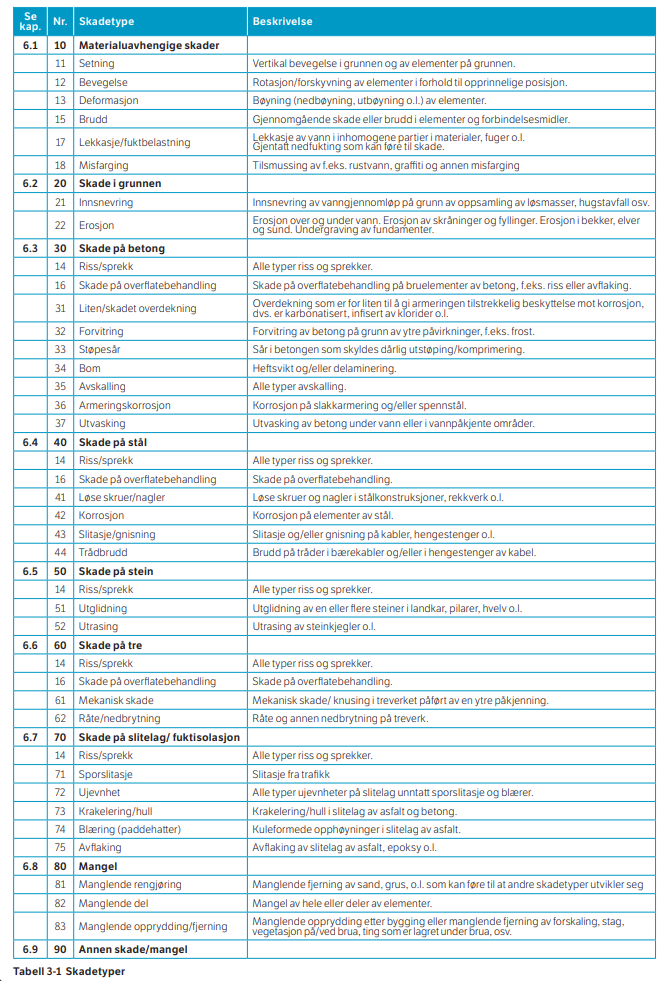 Se kap. Nr. Skadetype Beskrivelse
6.1 10 Materialuavhengige skader
11 Setning Vertikal bevegelse i grunnen og av elementer på grunnen.
12 Bevegelse Rotasjon/forskyvning av elementer i forhold til opprinnelige posisjon.
13 Deformasjon Bøyning (nedbøyning, utbøyning o.l.) av elementer.
15 Brudd Gjennomgående skade eller brudd i elementer og forbindelsesmidler.
17 Lekkasje/fuktbelastning Lekkasje av vann i inhomogene partier i materialer, fuger o.l.
Gjentatt nedfukting som kan føre til skade.
18 Misfarging Tilsmussing av f.eks. rustvann, graffiti og annen misfarging
6.2 20 Skade i grunnen
21 Innsnevring Innsnevring av vanngjennomløp på grunn av oppsamling av løsmasser, hugstavfall osv.
22 Erosjon Erosjon over og under vann. Erosjon av skråninger og fyllinger. Erosjon i bekker, elver
og sund. Undergraving av fundamenter.
6.3 30 Skade på betong
14 Riss/sprekk Alle typer riss og sprekker.
16 Skade på overflatebehandling Skade på overflatebehandling på bruelementer av betong, f.eks. riss eller avflaking.
31 Liten/skadet overdekning Overdekning som er for liten til å gi armeringen tilstrekkelig beskyttelse mot korrosjon,
dvs. er karbonatisert, infisert av klorider o.l.
32 Forvitring Forvitring av betong på grunn av ytre påvirkninger, f.eks. frost.
33 Støpesår Sår i betongen som skyldes dårlig utstøping/komprimering.
34 Bom Heftsvikt og/eller delaminering.
35 Avskalling Alle typer avskalling.
36 Armeringskorrosjon Korrosjon på slakkarmering og/eller spennstål.
37 Utvasking Utvasking av betong under vann eller i vannpåkjente områder.
6.4 40 Skade på stål
14 Riss/sprekk Alle typer riss og sprekker.
16 Skade på overflatebehandling Skade på overflatebehandling.
41 Løse skruer/nagler Løse skruer og nagler i stålkonstruksjoner, rekkverk o.l.
42 Korrosjon Korrosjon på elementer av stål.
43 Slitasje/gnisning Slitasje og/eller gnisning på kabler, hengestenger o.l.
44 Trådbrudd Brudd på tråder i bærekabler og/eller i hengestenger av kabel.
6.5 50 Skade på stein
14 Riss/sprekk Alle typer riss og sprekker.
51 Utglidning Utglidning av en eller flere steiner i landkar, pilarer, hvelv o.l.
52 Utrasing Utrasing av steinkjegler o.l.
6.6 60 Skade på tre
14 Riss/sprekk Alle typer riss og sprekker.
16 Skade på overflatebehandling Skade på overflatebehandling.
61 Mekanisk skade Mekanisk skade/ knusing i treverket påført av en ytre påkjenning.
62 Råte/nedbrytning Råte og annen nedbrytning på treverk.
6.7 70 Skade på slitelag/ fuktisolasjon
14 Riss/sprekk Alle typer riss og sprekker.
71 Sporslitasje Slitasje fra trafikk
72 Ujevnhet Alle typer ujevnheter på slitelag unntatt sporslitasje og blærer.
73 Krakelering/hull Krakelering/hull i slitelag av asfalt og betong.
74 Blæring (paddehatter) Kuleformede opphøyninger i slitelag av asfalt.
75 Avflaking Avflaking av slitelag av asfalt, epoksy o.l.
6.8 80 Mangel
81 Manglende rengjøring Manglende fjerning av sand, grus, o.l. som kan føre til at andre skadetyper utvikler seg
82 Manglende del Mangel av hele eller deler av elementer.
83 Manglende opprydding/fjerning Manglende opprydding etter bygging eller manglende fjerning av forskaling, stag,
vegetasjon på/ved brua, ting som er lagret under brua, osv.
6.9 90 Annen skade/mangel
Tabell 3-1 Skadetyper